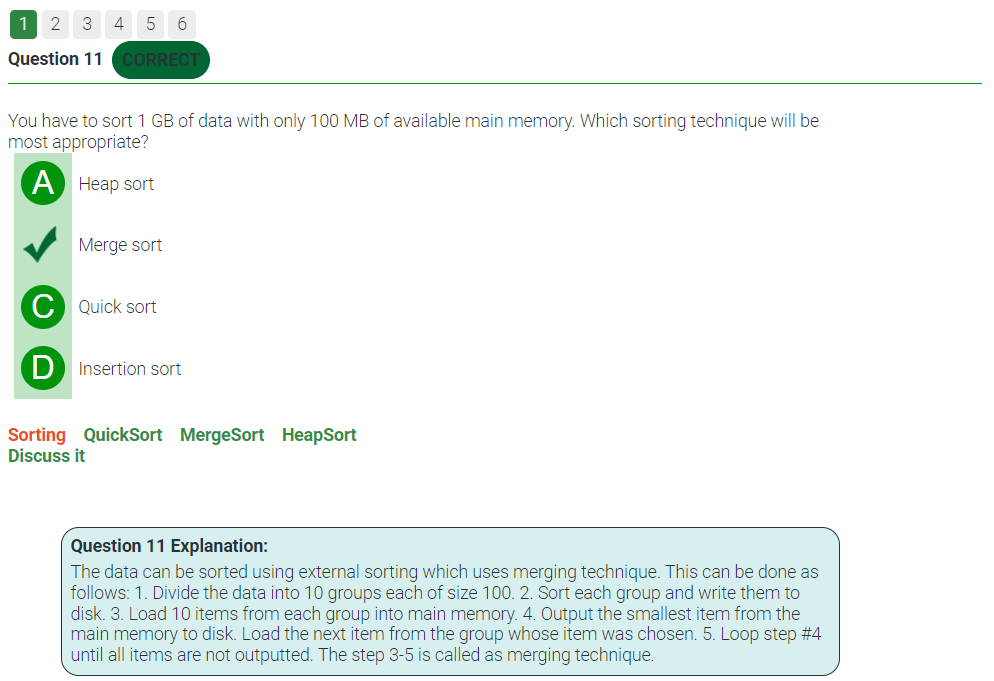 1 2 3 4 5 6
Question 11 CORRECT
You have to sort 1 GB of data with only 100 MB of available main memory. Which sorting technique will be
most appropriate?
A Heap sort
Merge sort
C Quick sort
D Insertion sort
Sorting QuickSort MergeSort HeapSort
Discuss it
Question 11 Explanation:
The data can be sorted using external sorting which uses merging technique. This can be done as
follows: 1. Divide the data into 10 groups each of size 100. 2. Sort each group and write them to
disk. 3. Load 10 items from each group into main memory. 4. Output the smallest item from the
main memory to disk. Load the next item from the group whose item was chosen. 5. Loop step #4
until all items are not outputted. The step 3-5 is called as merging technique.